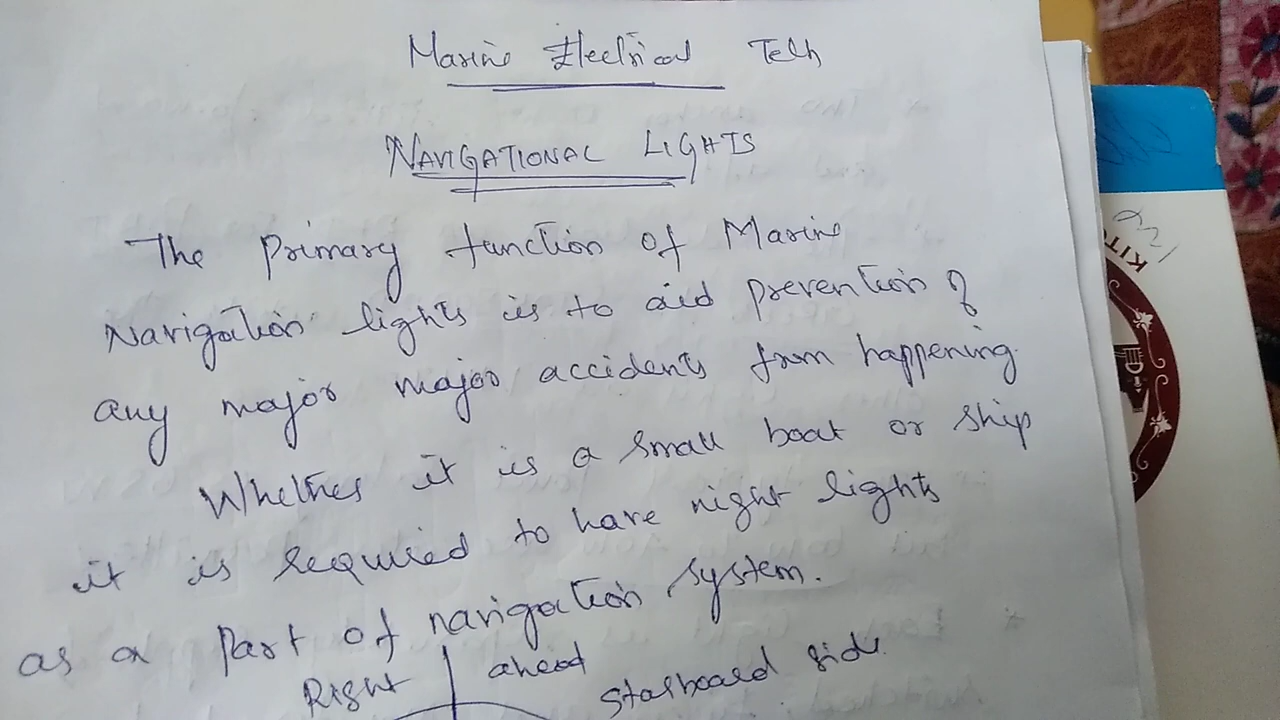 Marine Electrical Tech
NAVIGATIONAL LIGHTS
The Primary function of Marine
Navigation lights is to aid prevention of
any major major accidents from happening.
Whether it is a small boat or ship
it is required to have night lights
as a part of navigation system.
Right ahead starboard side.
KIT